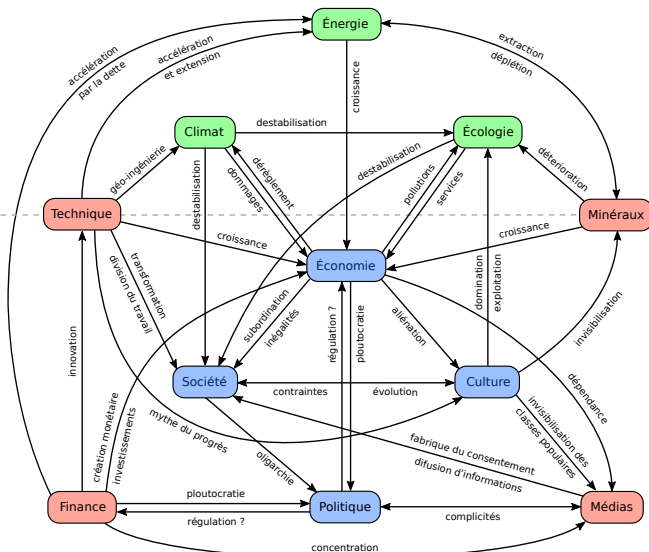 Énergie
accélération
par la dette
accélération
et extension
extraction
déplétion
croissance
Climat
destabilisation
Écologie
géo-ingénierie
destabilisation
dérèglement
dommages
destabilisation
pollutions
services
déterioration
Technique
Minéraux
croissance
croissance
Économie
transformation
division du travail
subordination
inégalités
régulation ?
ploutocratie
aliénation
domination
exploitation
invisibilisation
innovation
Société
contraintes
évolution
Culture
dépendance
création monétaire
investissements
mythe du progrès
oligarchie
fabrique du consentement
difusion d'informations
invisibilisation des
classes populaires
Finance
ploutocratie
régulation ?
Politique
complicités
Médias
concentration